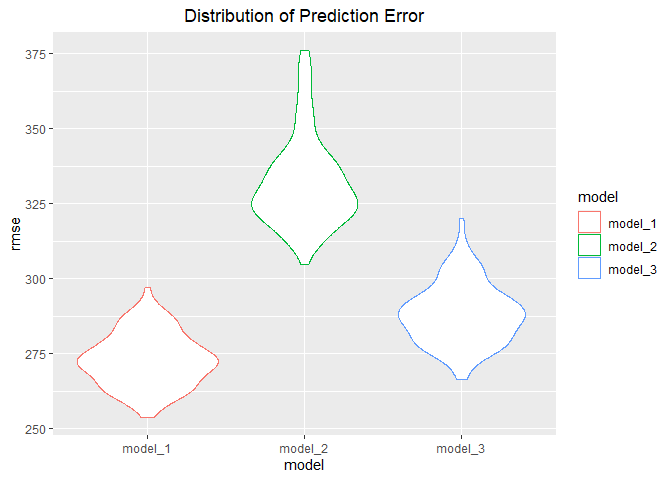 Distribution of Prediction Error
rmse
375
350
325
300
275
250
model_1
model_2
model_3
model
model
model_1
model_2
model_3